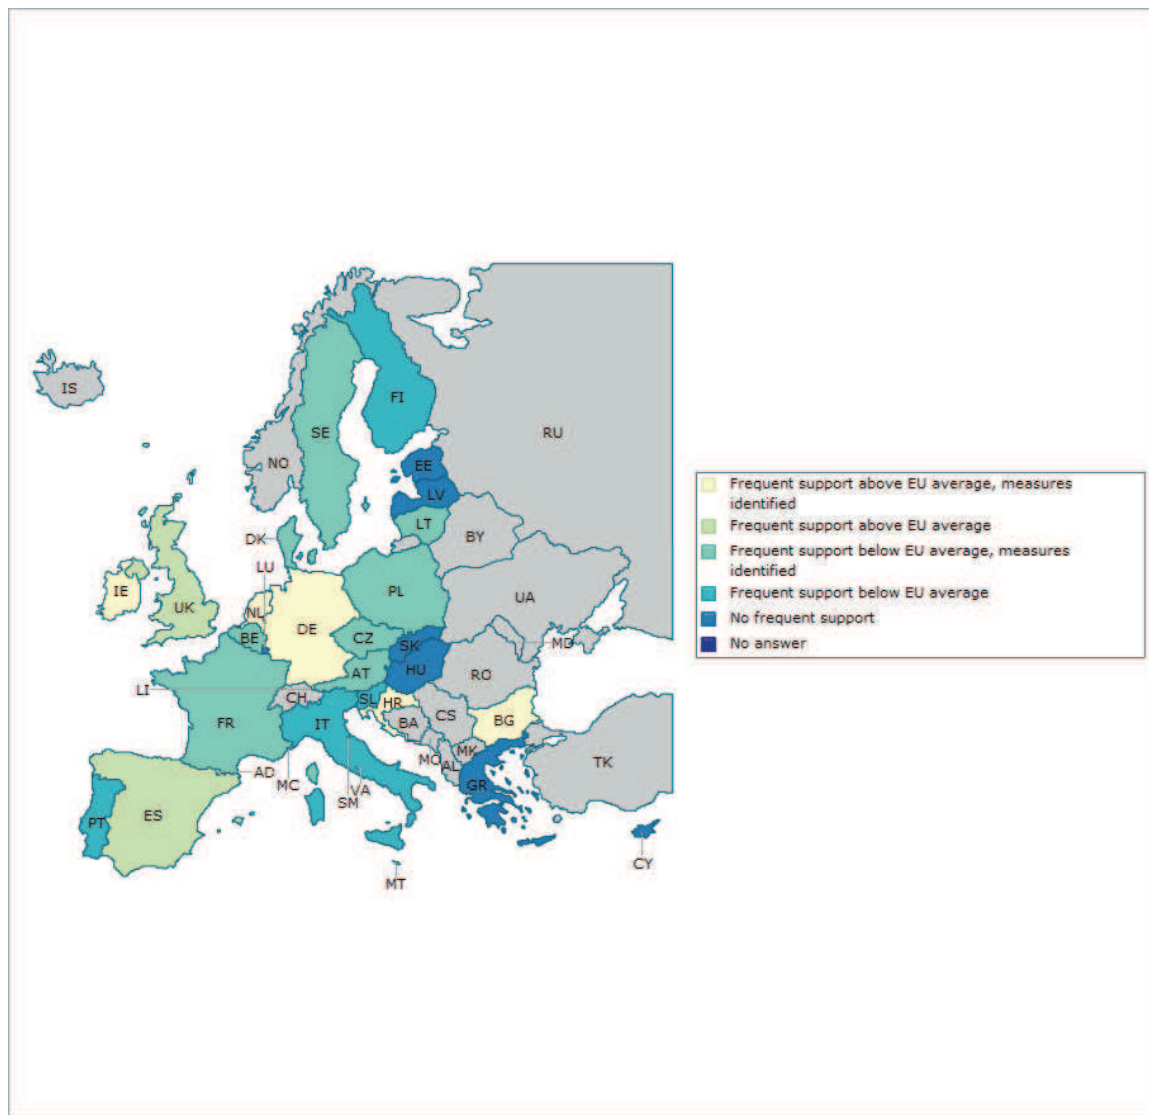 IS
FI
SE
RU
NO
EE
LV
LT
DK
BY
LU
IE
PL
UA
UK
NL
DE
BE
CZ
SK
MD
AT
HU
RO
LI
CH
SL
HR
FR
IT
BA
CS
BG
MO
MK
AL
TK
AD
MC
VA
SM
GR
ES
PT
CY
MT
Frequent support above EU average, measures
identified
Frequent support above EU average
Frequent support below EU average, measures
identified
Frequent support below EU average
No frequent support
No answer